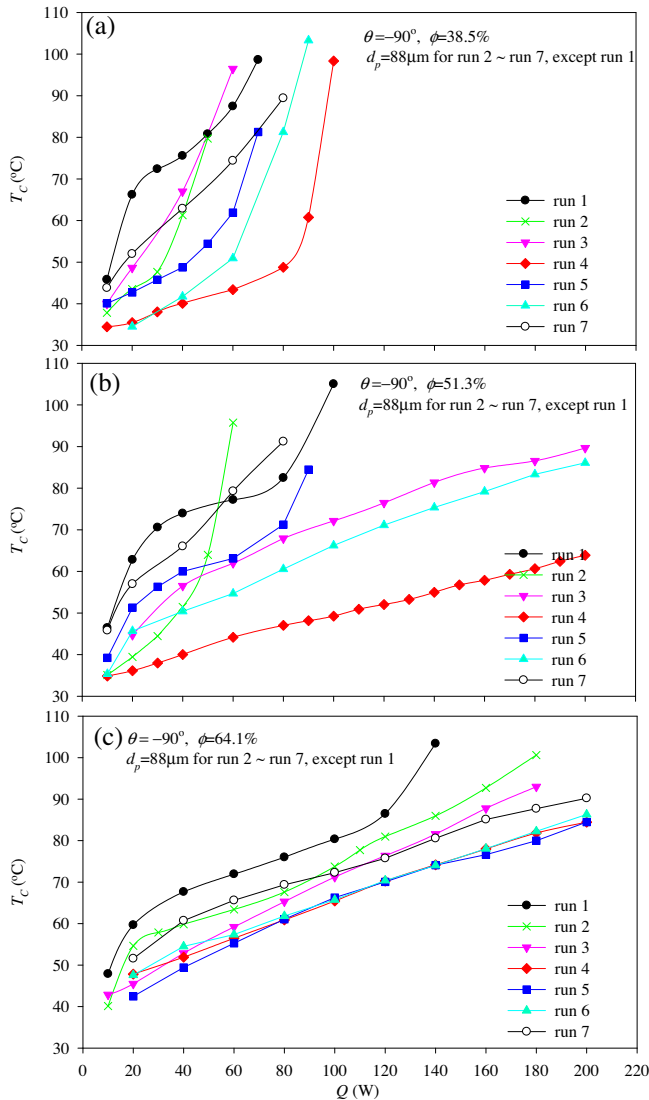 (a)
θ=−90°, ϕ=38.5%
dp=88μm for run 2 ~ run 7, except run 1
110
100
90
80
70
60
50
40
30
TC (°C)
run 1
run 2
run 3
run 4
run 5
run 6
run 7
(b)
θ=−90°, ϕ=51.3%
dp=88μm for run 2 ~ run 7, except run 1
110
100
90
80
70
60
50
40
30
TC (°C)
run 1
run 2
run 3
run 4
run 5
run 6
run 7
(c)
θ=−90°, ϕ=64.1%
dp=88μm for run 2 ~ run 7, except run 1
110
100
90
80
70
60
50
40
30
TC (°C)
run 1
run 2
run 3
run 4
run 5
run 6
run 7
0 20 40 60 80 100 120 140 160 180 200 220
Q (W)